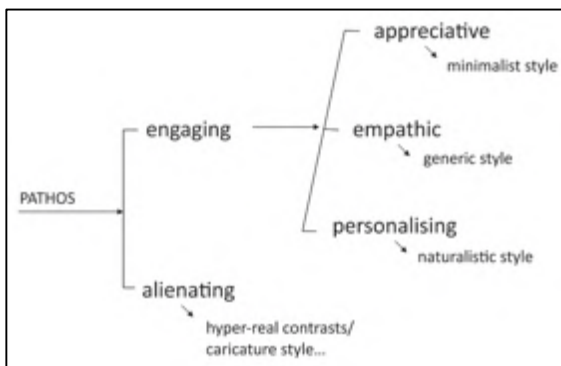 appreciative
minimalist style
engaging
empathic
generic style
PATHOS
personalising
naturalistic style
alienating
hyper-real contrasts/
caricature style...